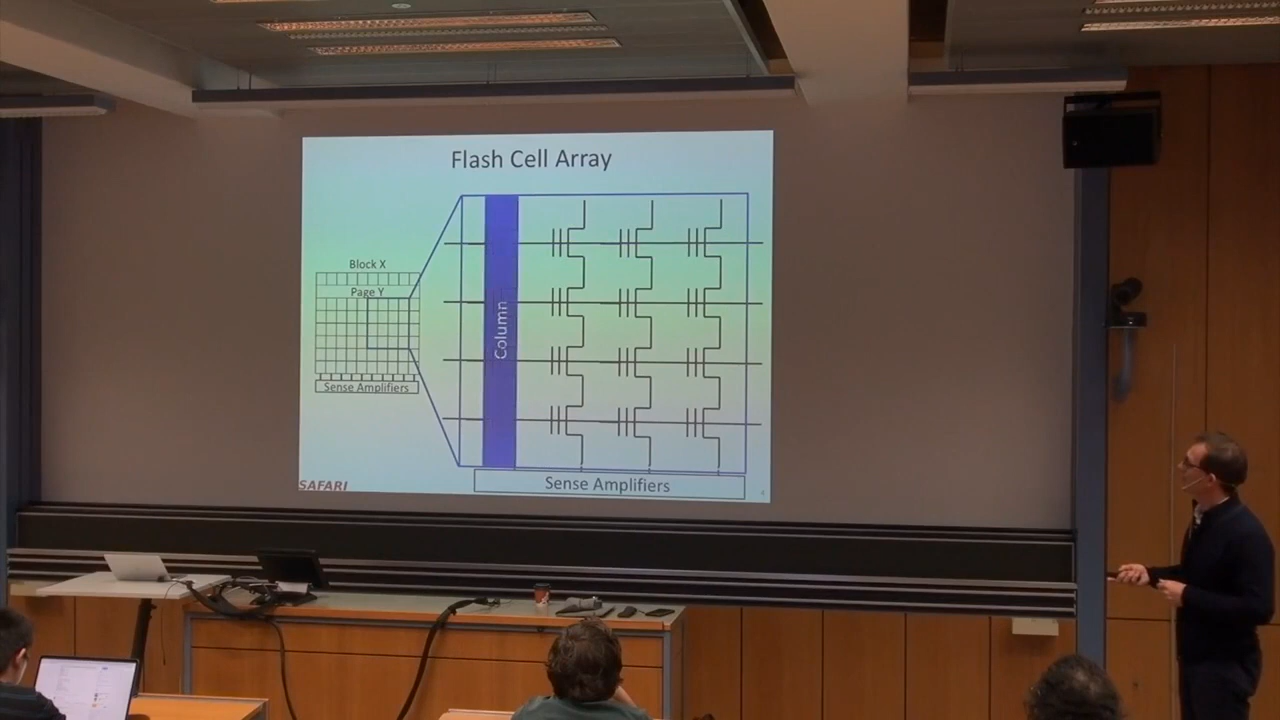 Flash Cell Array
Block X
Page Y
Sense Amplifiers
Column
Sense Amplifiers
SAFARI